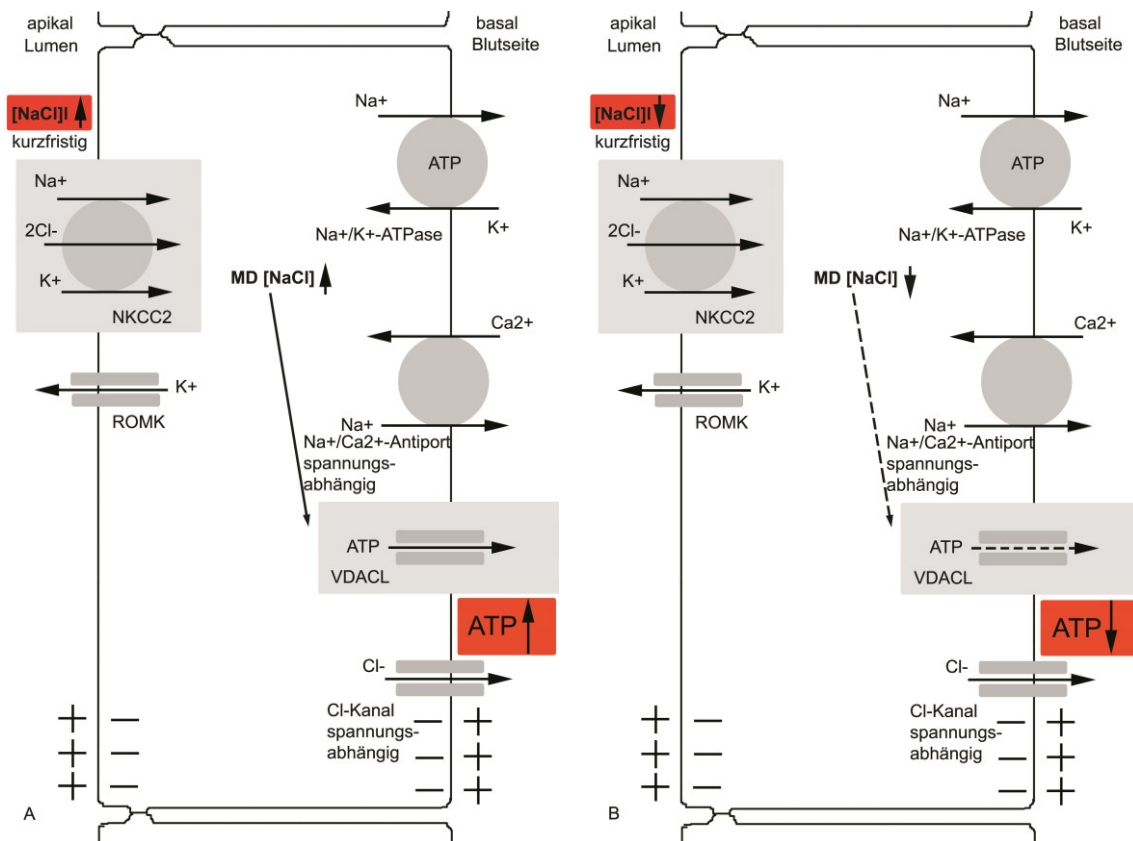 apikal
Lumen
basal
Blutseite
[NaCl]l
kurzfristig
Na+
2Cl-
K+
NKCC2
K+
ROMK
Na+
ATP
K+
Na+/K+-ATPase
MD [NaCl]
Ca2+
Na+
Na+/Ca2+-Antiport
spannungs-
abhängig
ATP
VDACL
ATP
Cl-
Cl-Kanal
spannungs-
abhängig
A
apikal
Lumen
basal
Blutseite
[NaCl]l
kurzfristig
Na+
2Cl-
K+
NKCC2
K+
ROMK
Na+
ATP
K+
Na+/K+-ATPase
MD [NaCl]
Ca2+
Na+
Na+/Ca2+-Antiport
spannungs-
abhängig
ATP
VDACL
ATP
Cl-
Cl-Kanal
spannungs-
abhängig
B